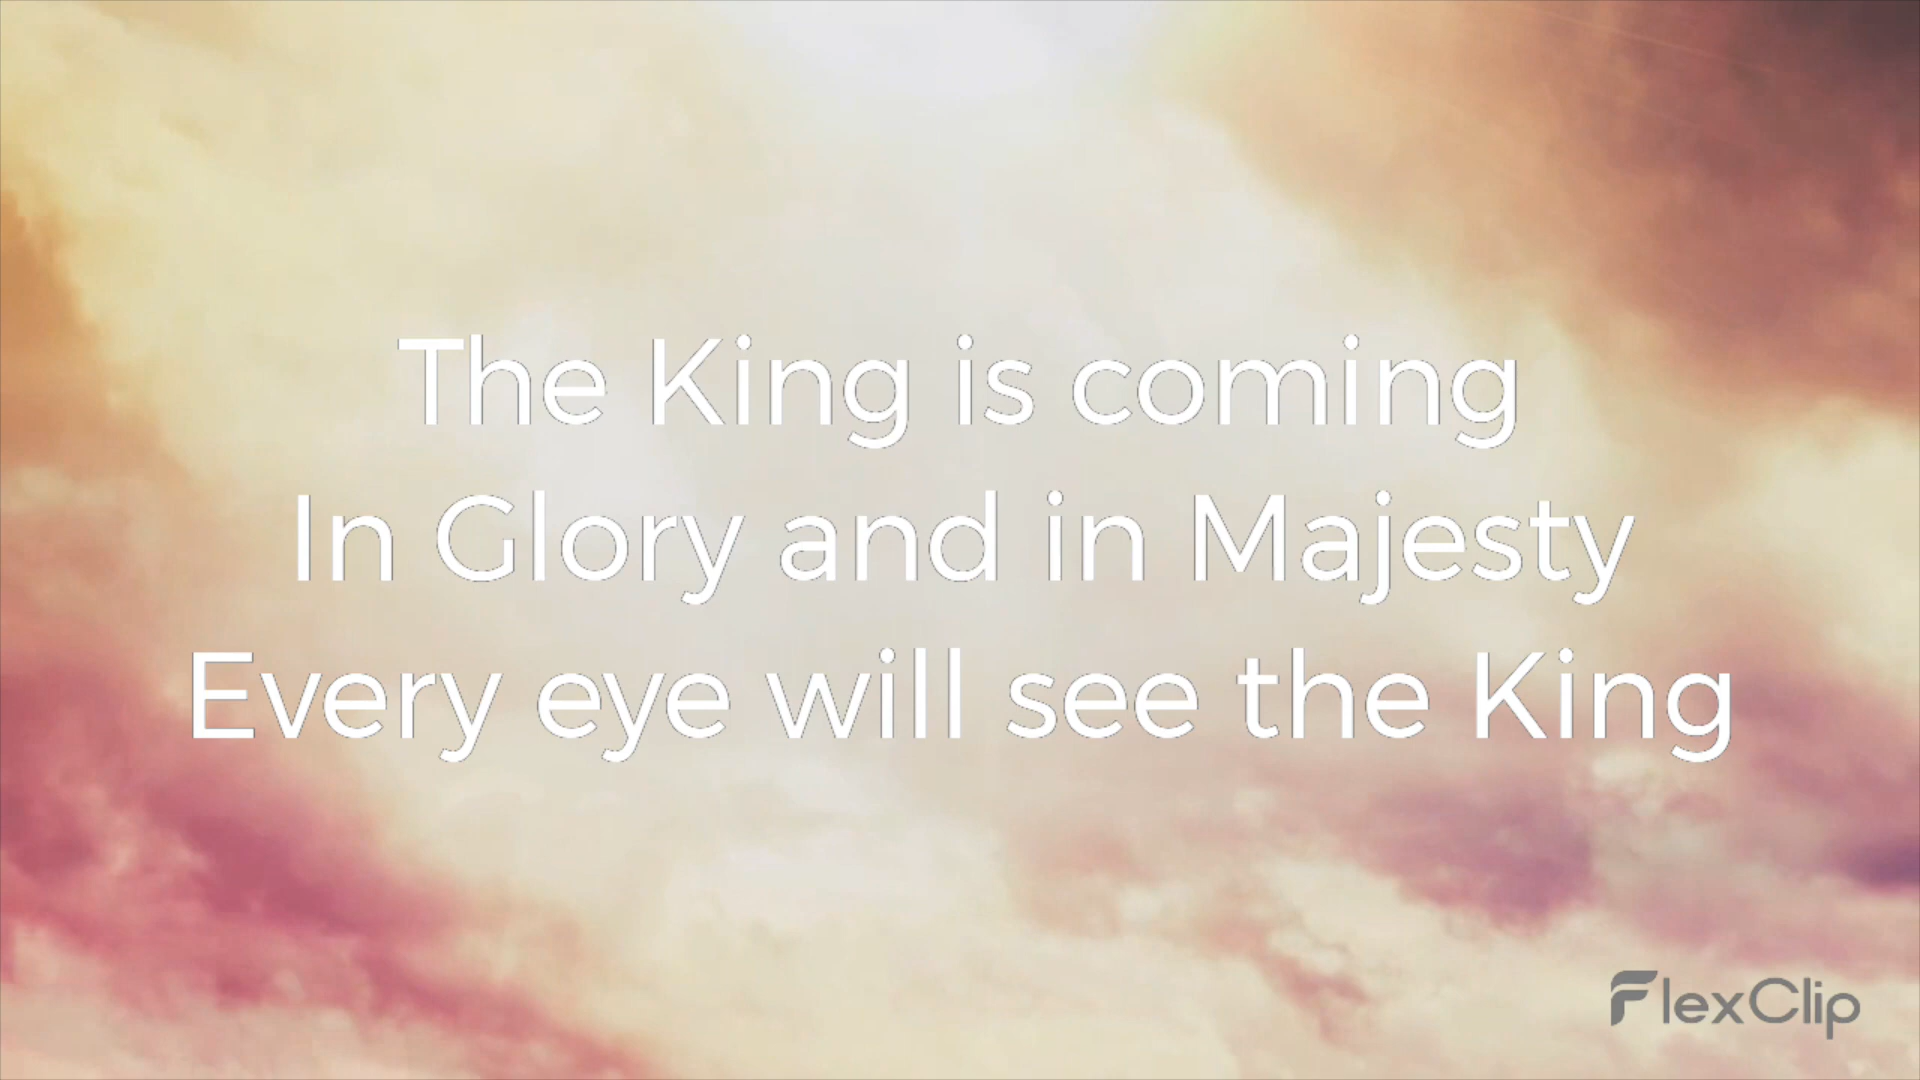 The King is coming
In Glory and in Majesty
Every eye will see the King
FlexClip